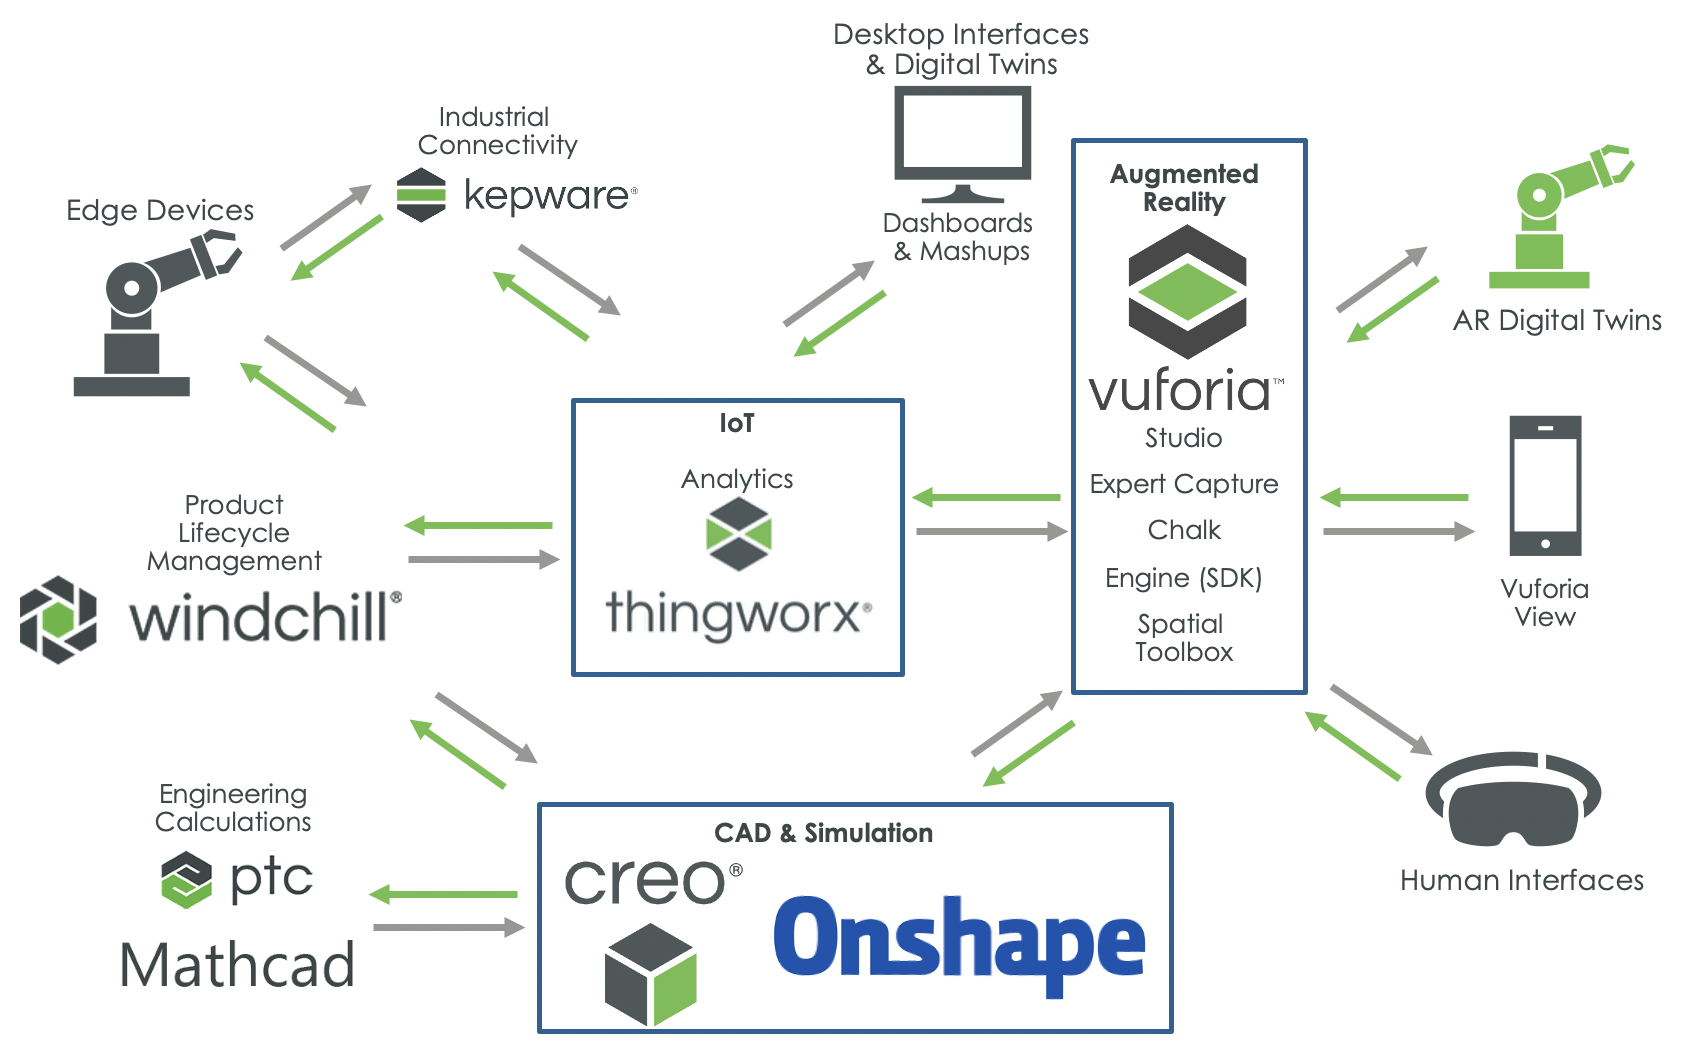 Desktop Interfaces
& Digital Twins
Dashboards
& Mashups
Industrial
Connectivity
kepware®
Edge Devices
Augmented
Reality
vuforia™
Studio
Expert Capture
Chalk
Engine (SDK)
Spatial
Toolbox
AR Digital Twins
IoT
Analytics
thingworx®
Product
Lifecycle
Management
windchill®
Vuforia
View
Engineering
Calculations
ptc
Mathcad
CAD & Simulation
creo®
Onshape
Human Interfaces